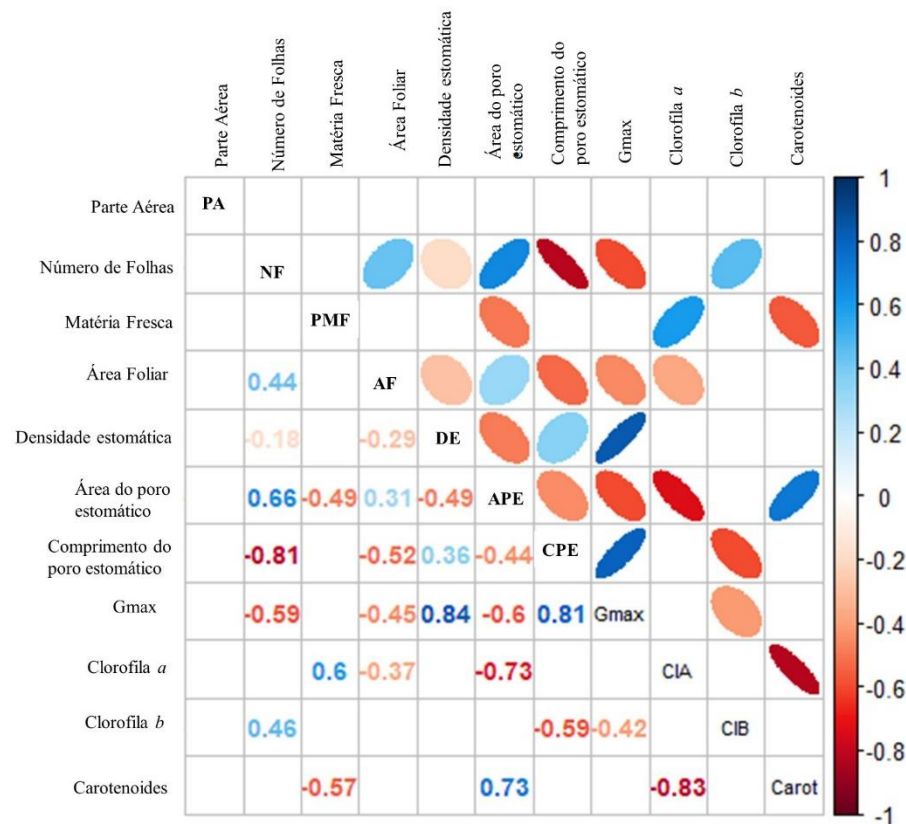 Parte Aérea
Número de Folhas
Matéria Fresca
Área Foliar
Densidade estomática
Área do poro
estomático
Comprimento do
poro estomático
Gmax
Clorofila a
Clorofila b
Carotenoides
Parte Aérea PA 1
0.8
Número de Folhas NF
0.6
Matéria Fresca PMF
0.4
Área Foliar 0.44 AF
0.2
Densidade estomática -0.18 -0.29 DE
Área do poro
estomático 0.66 -0.49 0.31 -0.49 APE 0
Comprimento do
poro estomático -0.81 -0.52 0.36 -0.44 CPE -0.2
Gmax -0.59 -0.45 0.84 -0.6 0.81 Gmax
-0.4
Clorofila a 0.6 -0.37 -0.73 ClA
-0.6
Clorofila b 0.46 -0.59 -0.42 ClB
-0.8
Carotenoides -0.57 0.73 -0.83 Carot
-1